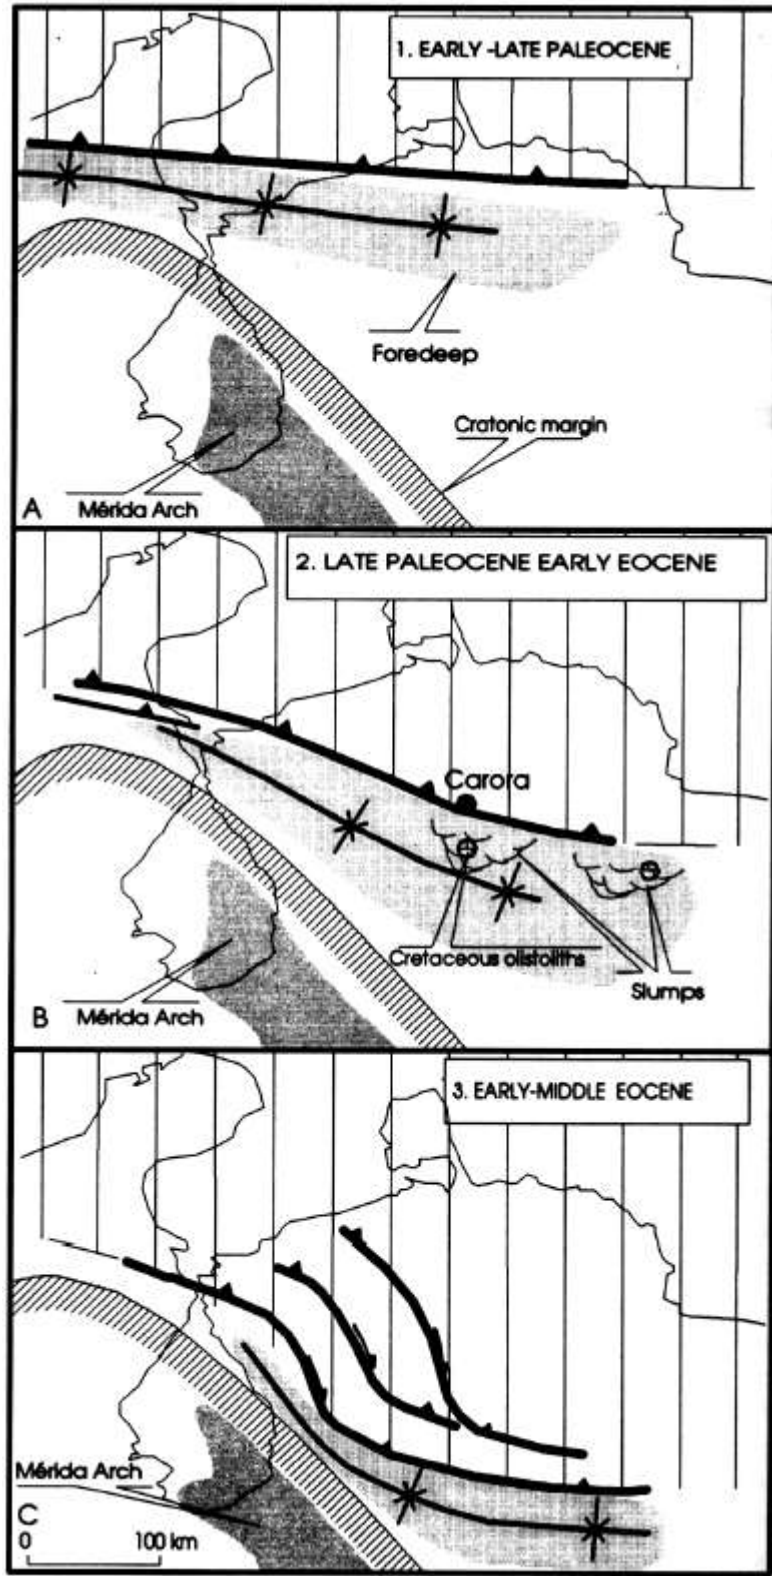 1. EARLY -LATE PALEOCENE
Foredeep
Cratonic margin
Mérida Arch
A
2. LATE PALEOCENE EARLY EOCENE
Carora
Cretaceous olistoliths
Slumps
Mérida Arch
B
3. EARLY-MIDDLE EOCENE
Mérida Arch
C
0 100 km